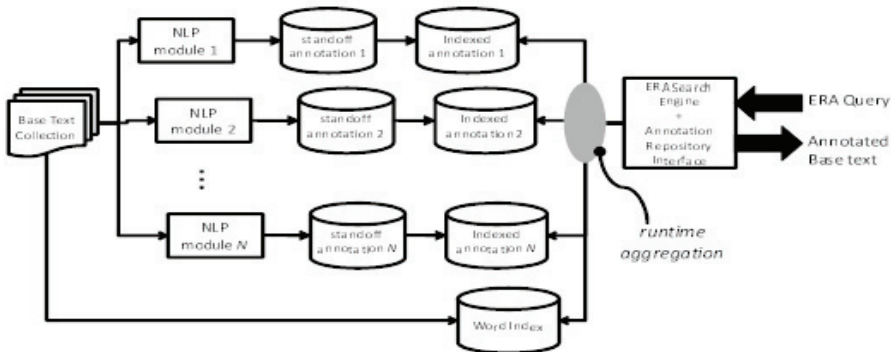 Base Text
Collection
NLP
module 1
standoff
annotation 1
Indexed
annotation 1
NLP
module 2
standoff
annotation 2
Indexed
annotation 2
⋮
NLP
module N
standoff
annotation N
Indexed
annotation N
Word Index
ERA Search
Engine
+
Annotation
Repository
Interface
ERA Query
Annotated
Base text
runtime
aggregation